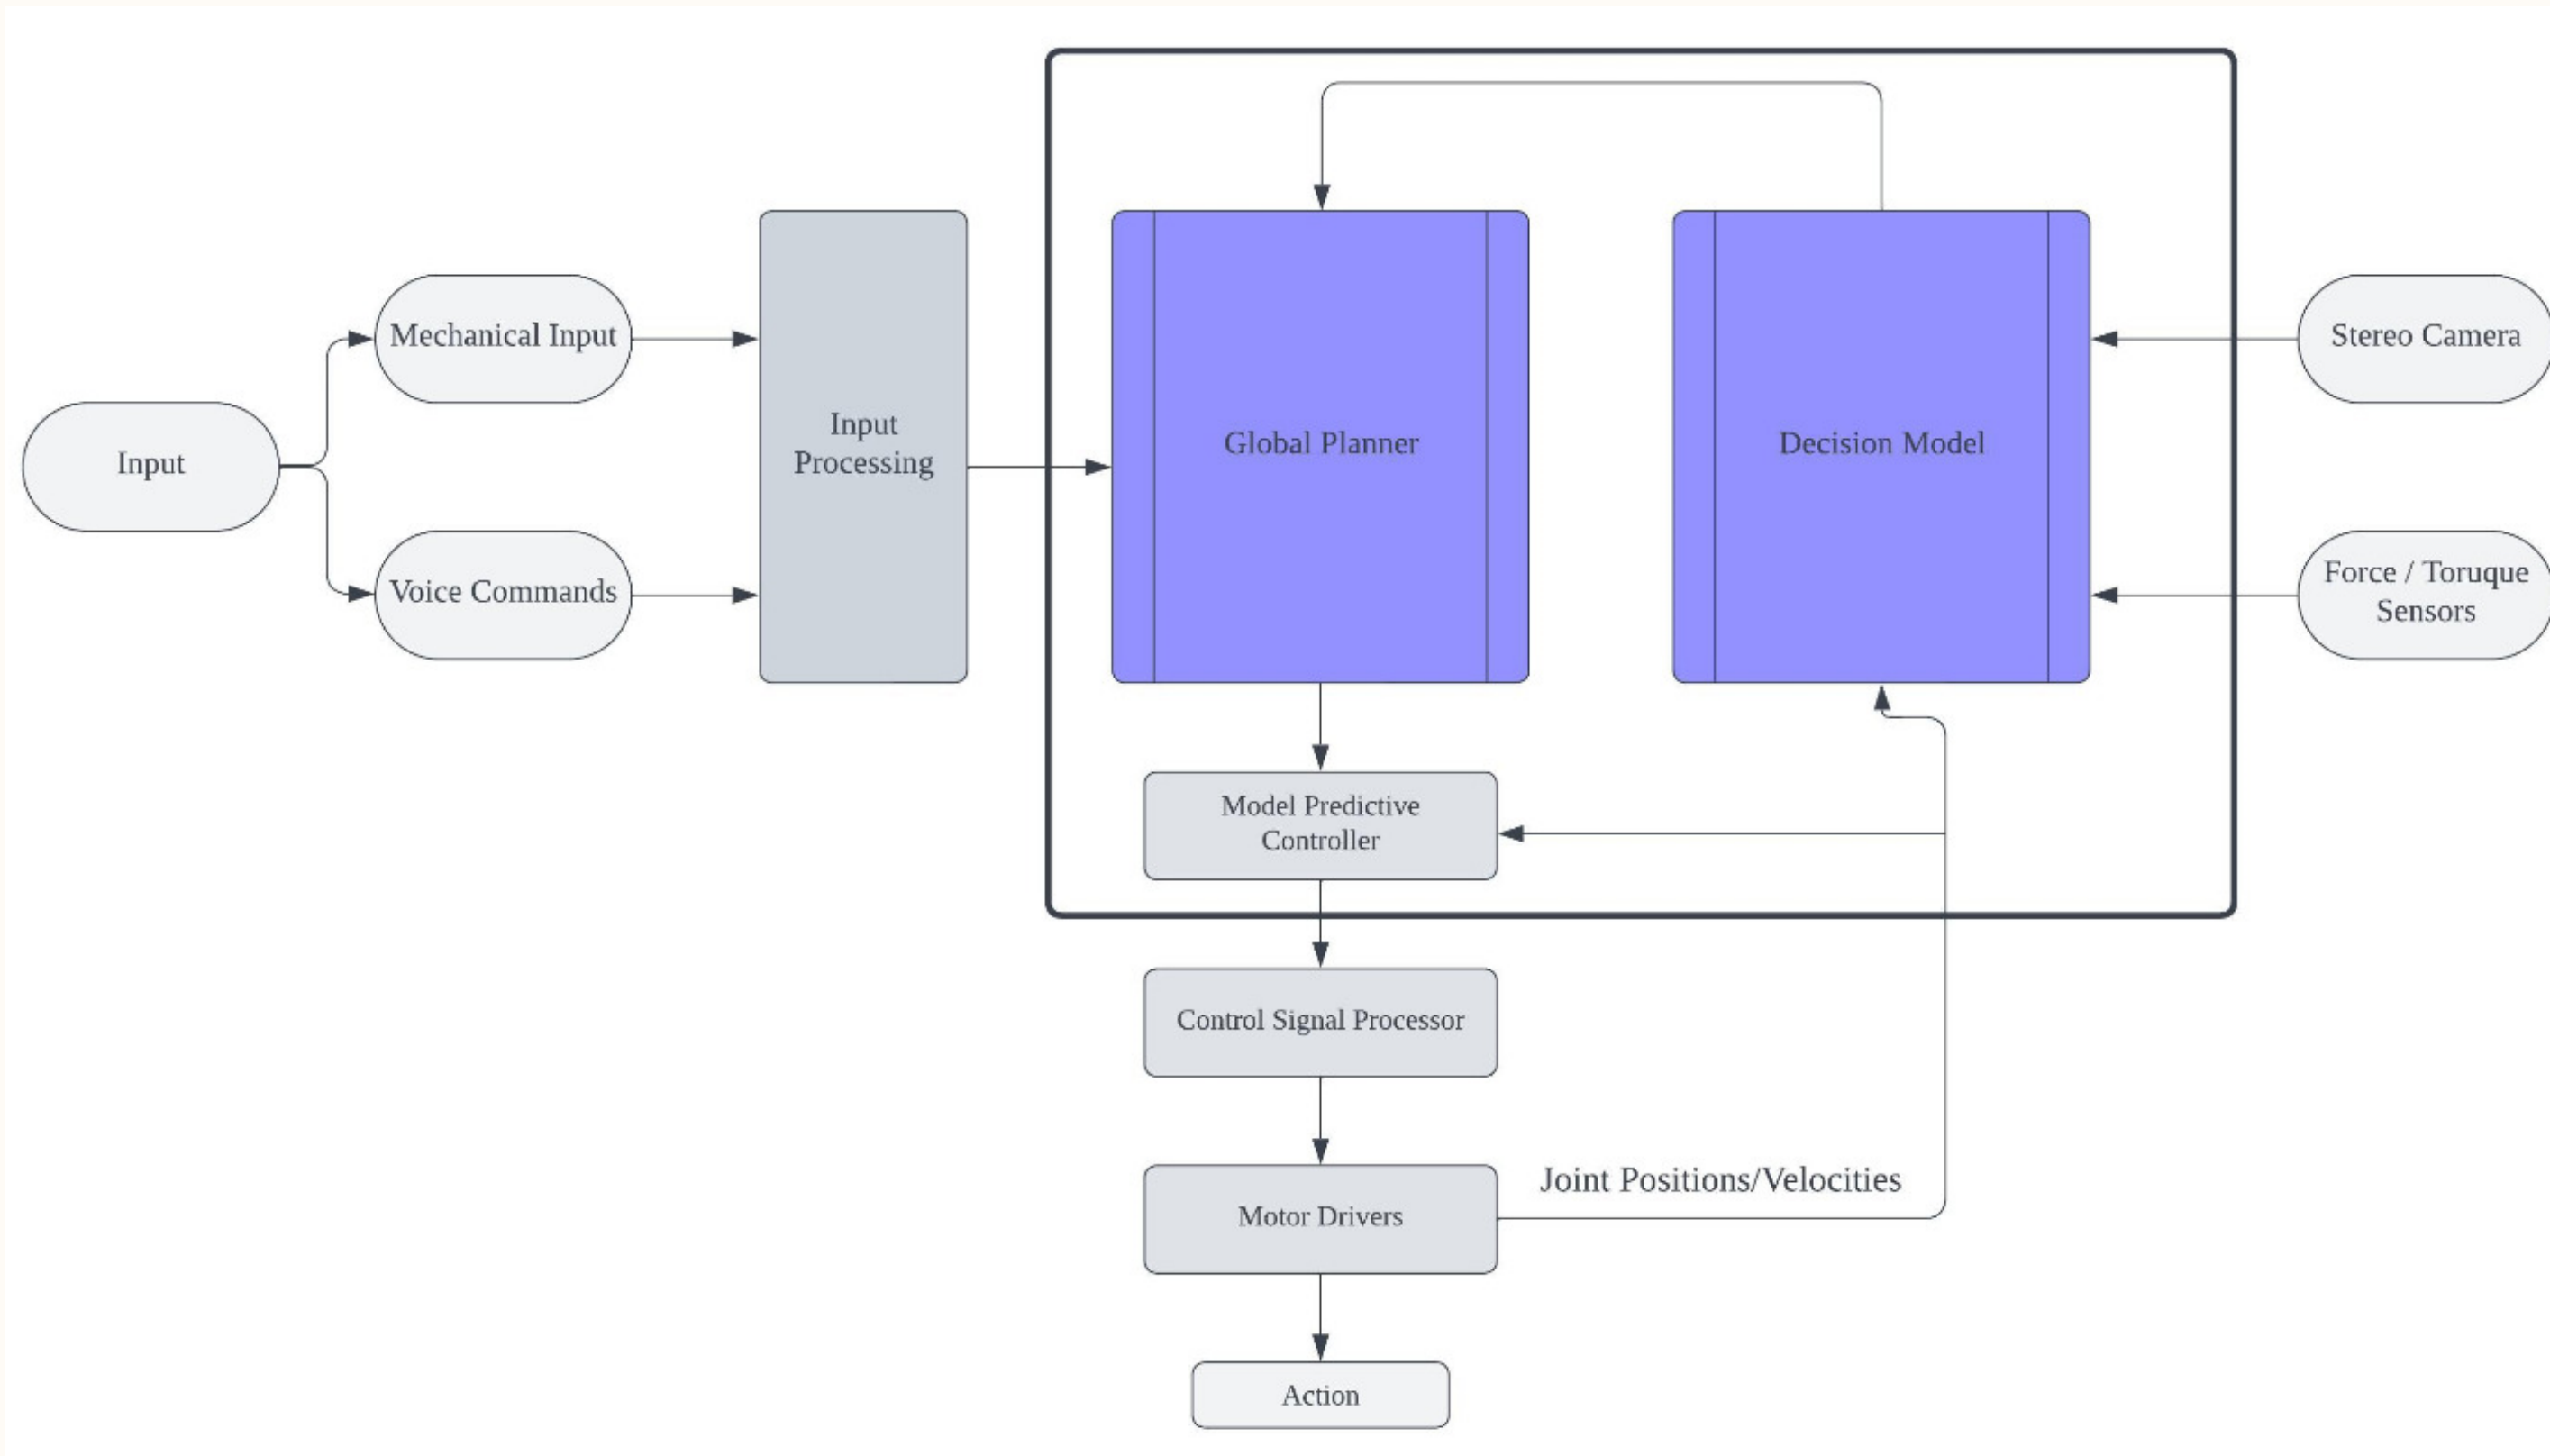 Mechanical Input
Stereo Camera
Input
Processing
Global Planner
Decision Model
Input
Voice Commands
Force / Toruque
Sensors
Model Predictive
Controller
Control Signal Processor
Joint Positions/Velocities
Motor Drivers
Action